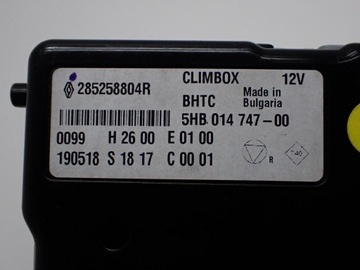 CLIMBOX 12V
285258804R
BHTC Made in Bulgaria
5HB 014 747-00
0099 H 26 00 E 01 00
190518 S 18 17 C 00 01
R
-40